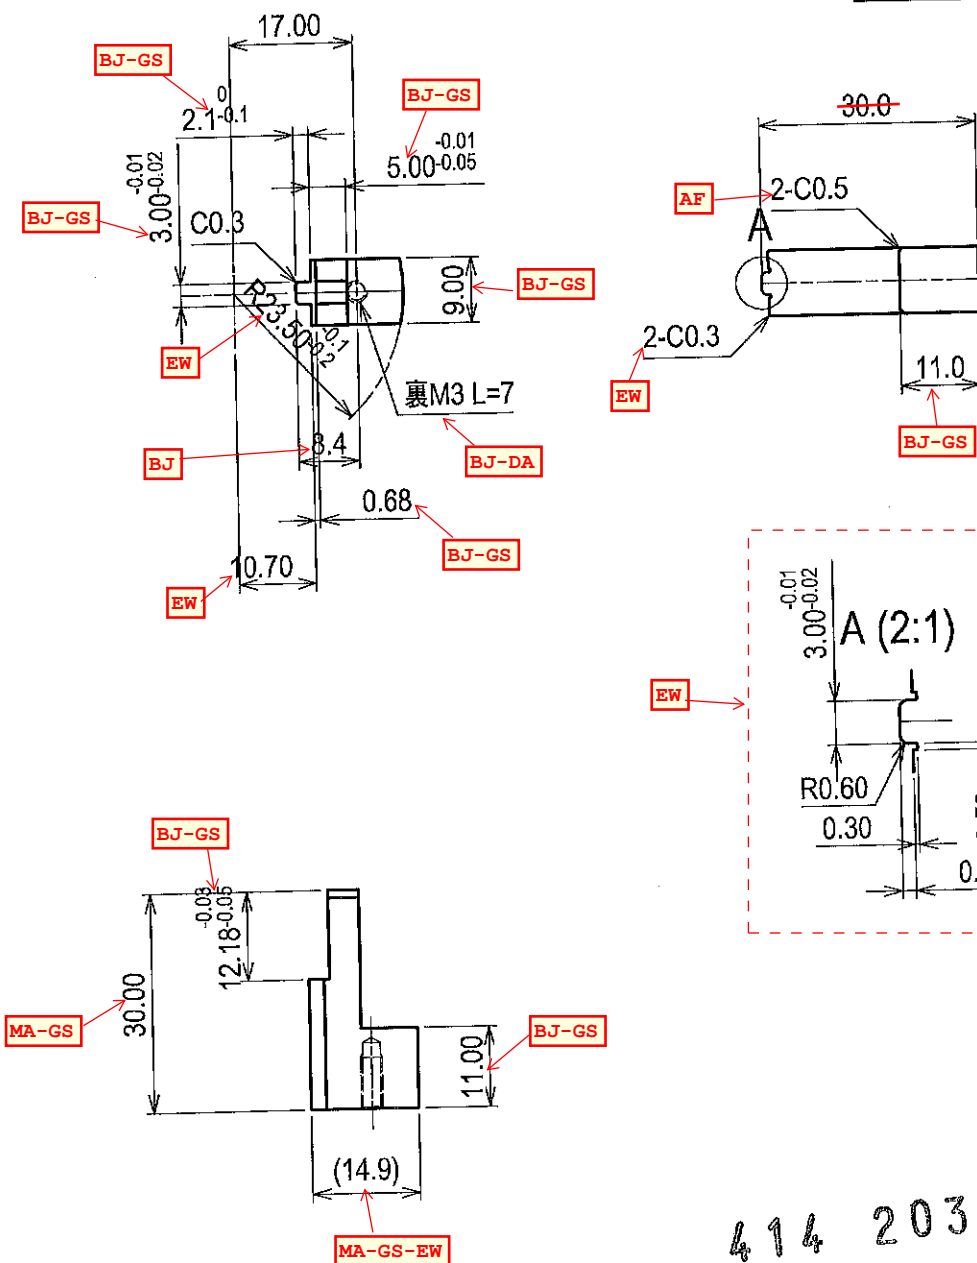 17.00
BJ-GS
0
2.1-0.1
BJ-GS
-0.01
5.00-0.05
30.0
-0.01
3.00-0.02
BJ-GS
C0.3
AF
2-C0.5
A
9.00
BJ-GS
R23.50
-0.1
-0.2
EW
2-C0.3
EW
裏M3 L=7
11.0
BJ-GS
BJ
8.4
BJ-DA
0.68
BJ-GS
10.70
EW
-0.01
3.00-0.02
A (2:1)
EW
R0.60
0.30
0.
BJ-GS
-0.03
12.18-0.05
30.00
MA-GS
BJ-GS
11.00
(14.9)
MA-GS-EW
414 203